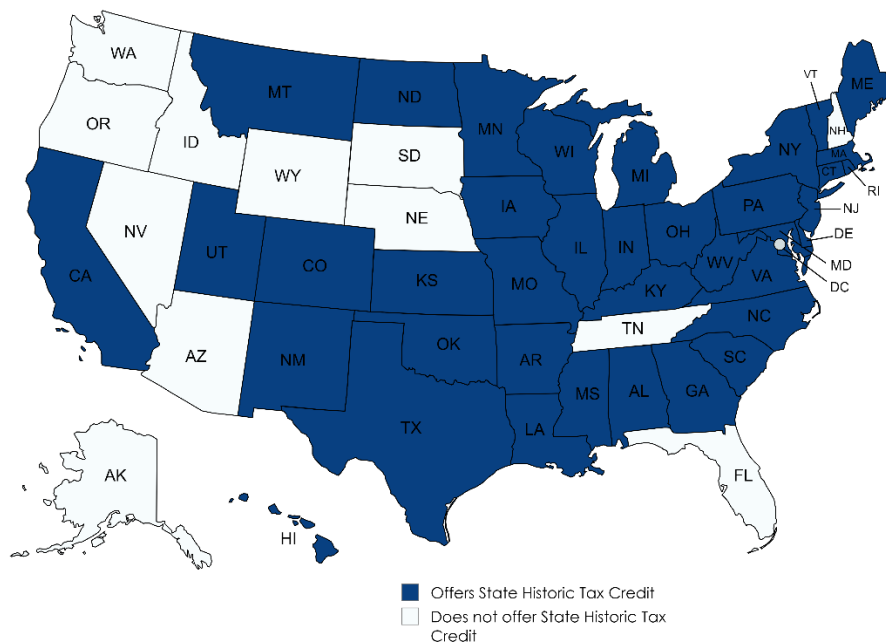 WA
MT
ND
MN
VT
ME
OR
ID
WY
SD
WI
MI
NY
NH
MA
CT
RI
NV
UT
CO
NE
IA
IL
IN
OH
PA
NJ
DE
MD
DC
CA
KS
MO
KY
WV
VA
AZ
NM
OK
AR
TN
NC
SC
TX
LA
MS
AL
GA
FL
AK
HI
Offers State Historic Tax Credit
Does not offer State Historic Tax
Credit